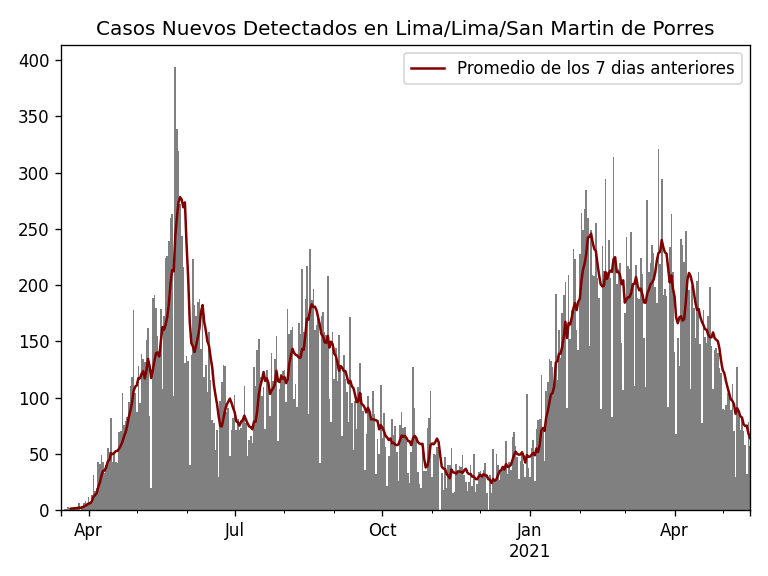 Casos Nuevos Detectados en Lima/Lima/San Martin de Porres
Promedio de los 7 dias anteriores
400
350
300
250
200
150
100
50
0
Apr
Jul
Oct
Jan
2021
Apr